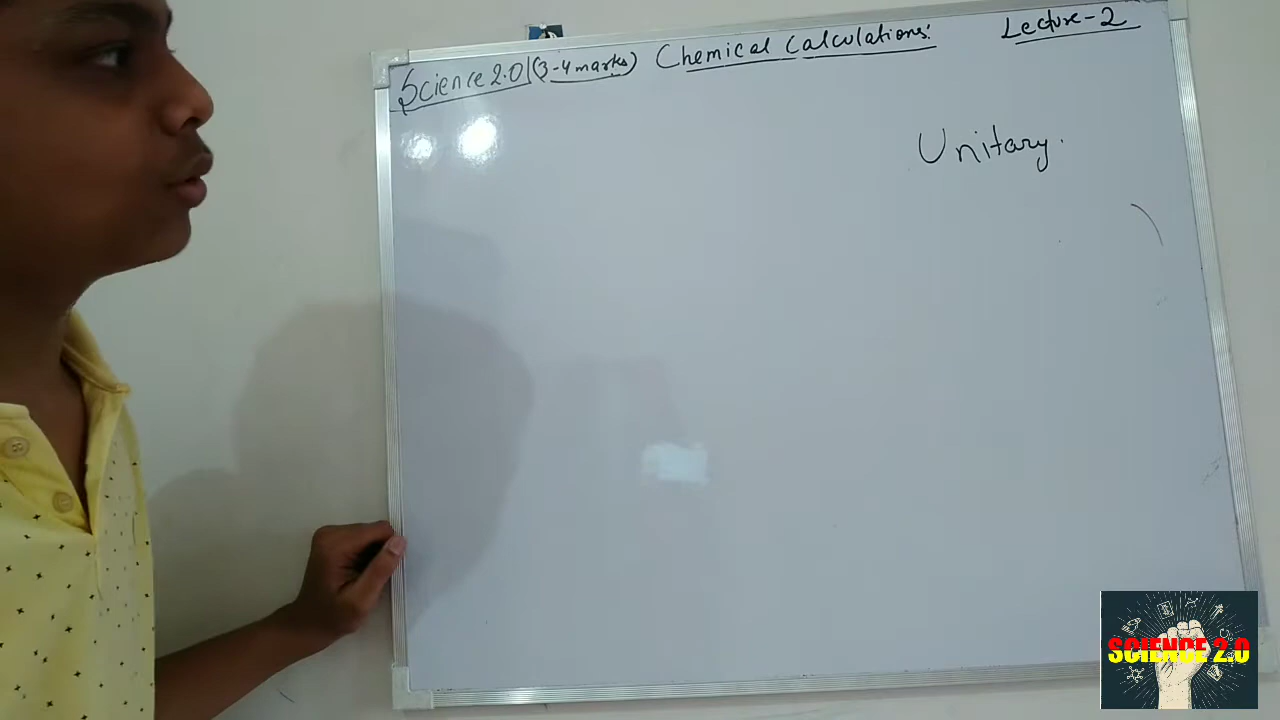 Science 2.0 (3-4 marks) Chemical Calculations: Lecture-2
Unitary.
SCIENCE 2.0